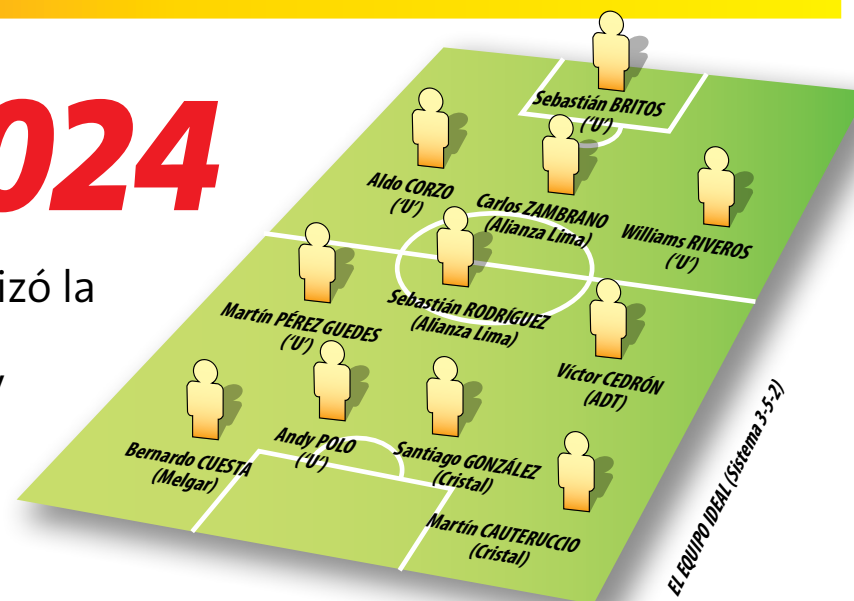 024
izó la
Sebastián BRITOS
('U')
Aldo CORZO
('U')
Carlos ZAMBRANO
(Alianza Lima)
Williams RIVEROS
('U')
Martín PÉREZ GUEDES
('U')
Sebastián RODRÍGUEZ
(Alianza Lima)
Víctor CEDRÓN
(ADT)
Bernardo CUESTA
(Melgar)
Andy POLO
('U')
Santiago GONZÁLEZ
(Cristal)
Martín CAUTERUCCIO
(Cristal)
EL EQUIPO IDEAL (Sistema 3-5-2)